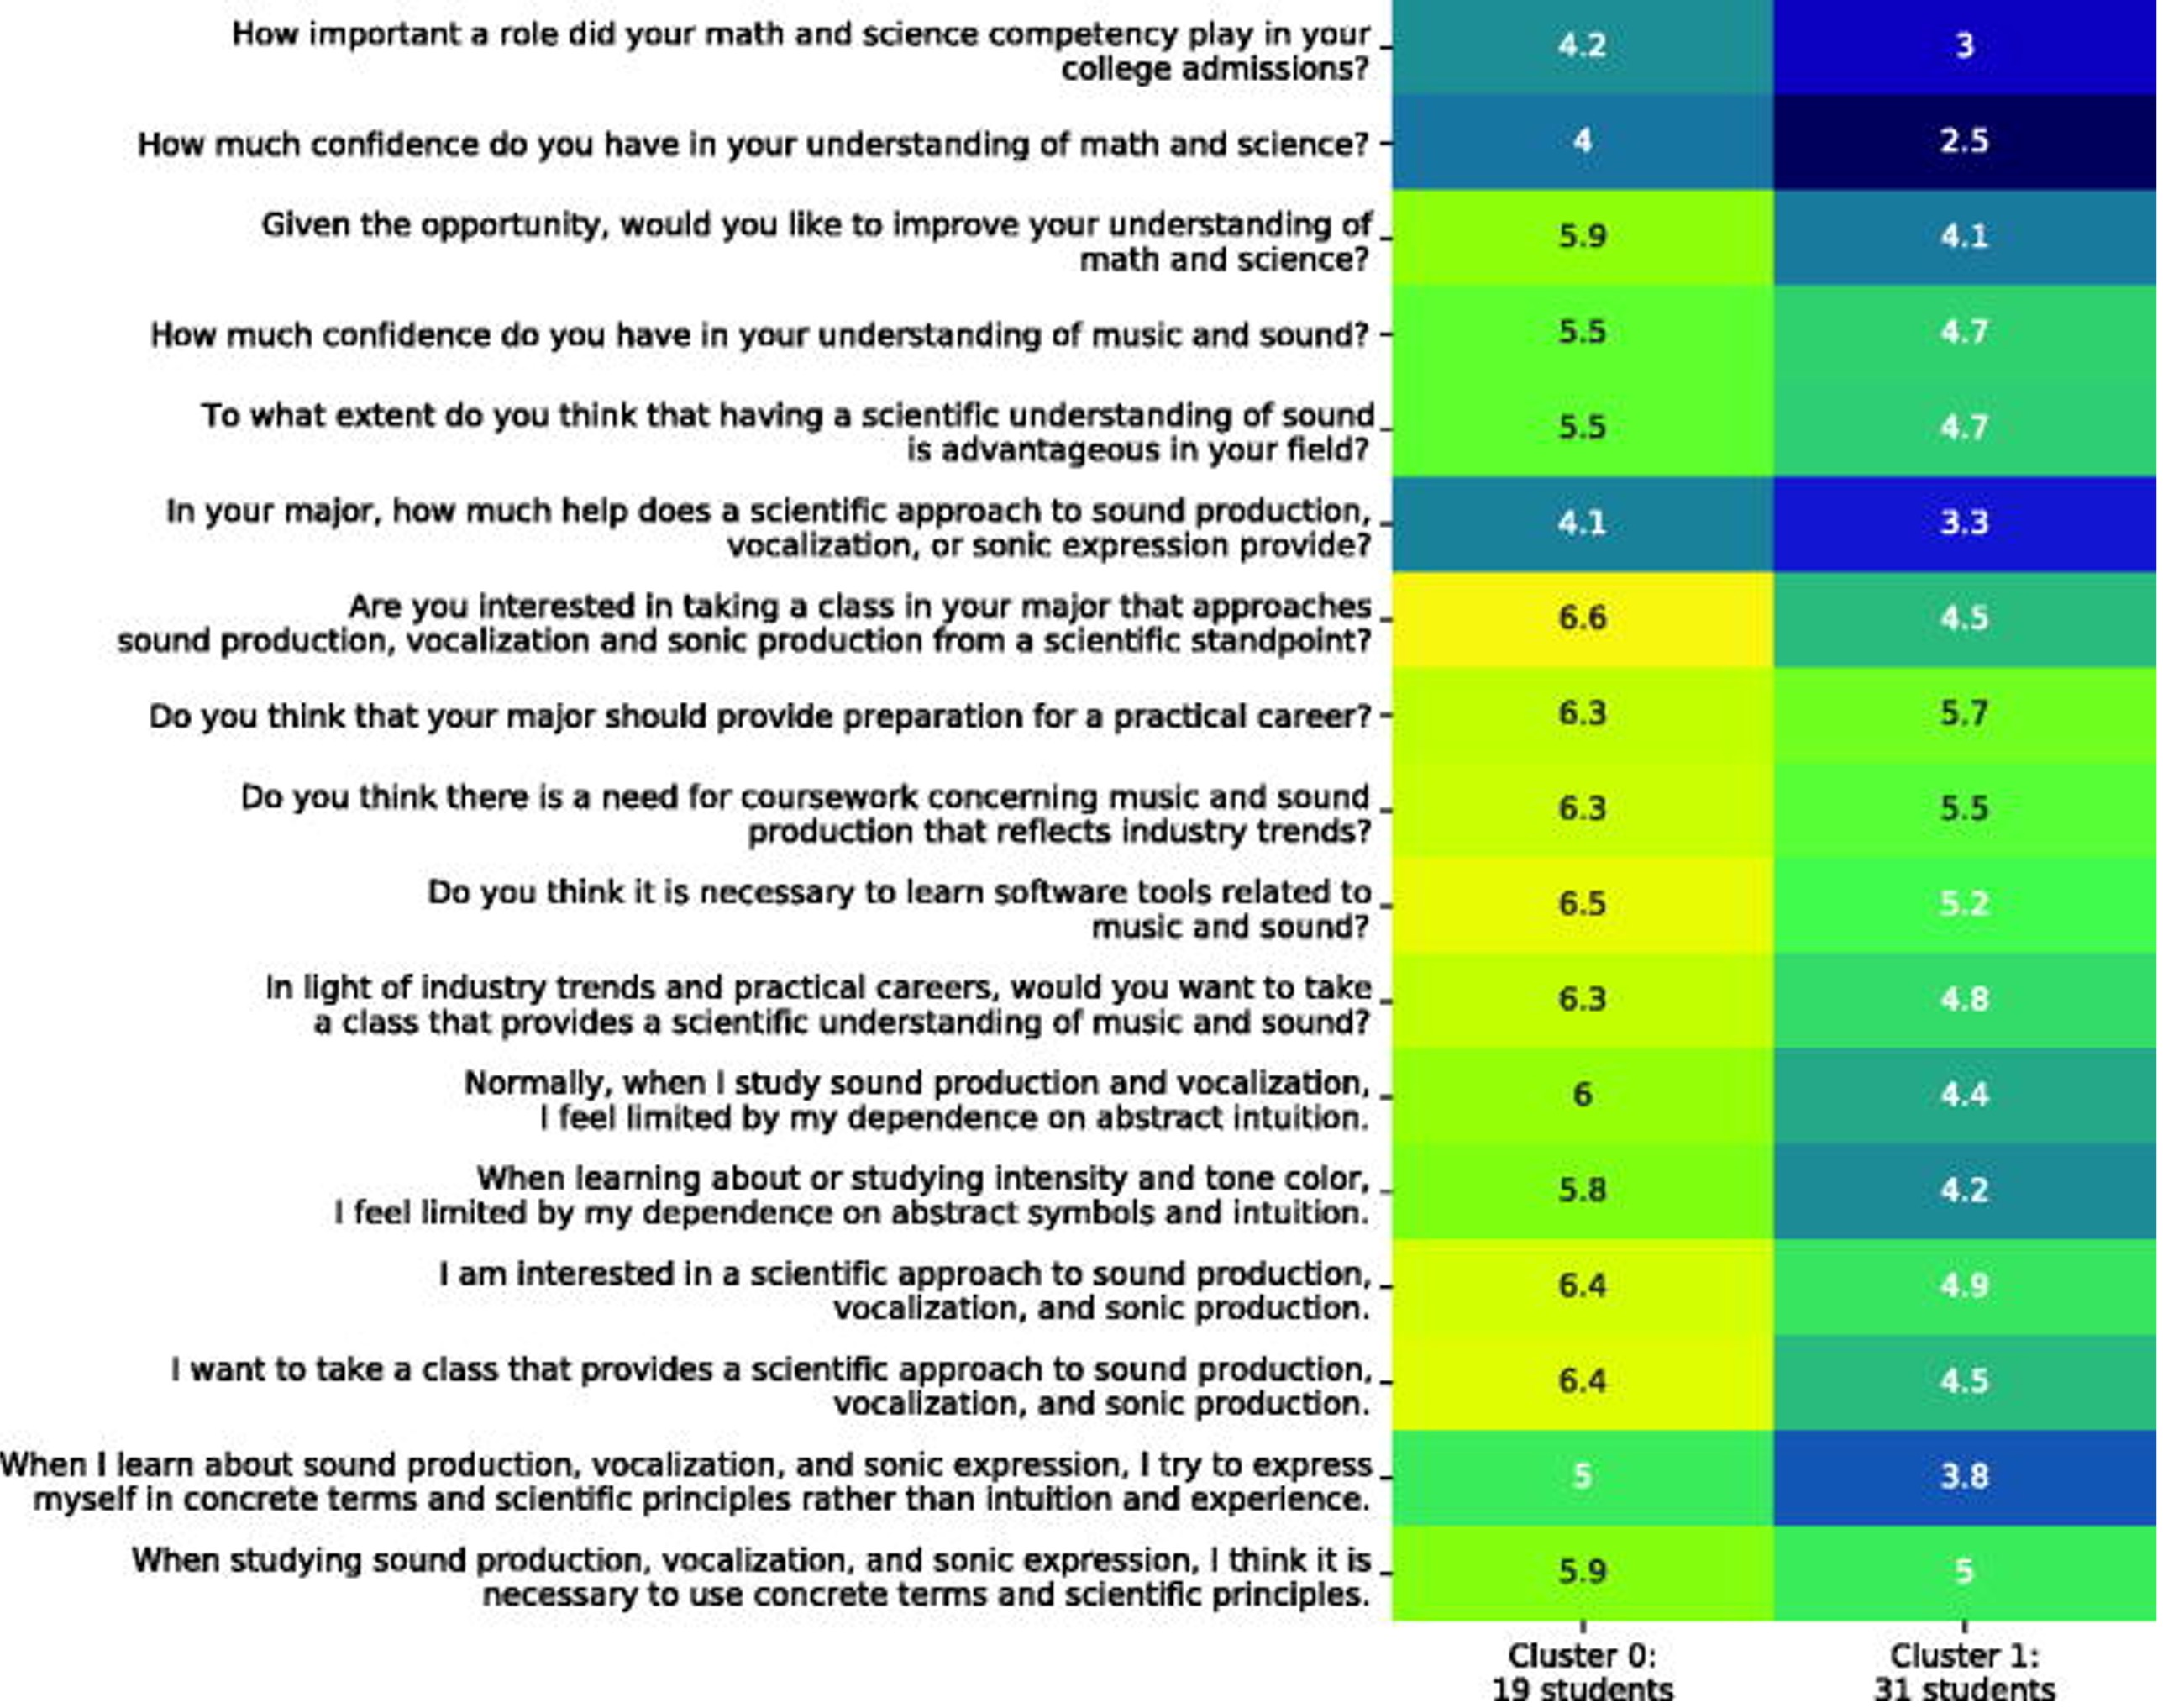 How important a role did your math and science competency play in your
college admissions?
4.2
3
How much confidence do you have in your understanding of math and science?
4
2.5
Given the opportunity, would you like to improve your understanding of
math and science?
5.9
4.1
How much confidence do you have in your understanding of music and sound?
5.5
4.7
To what extent do you think that having a scientific understanding of sound
is advantageous in your field?
5.5
4.7
In your major, how much help does a scientific approach to sound production,
vocalization, or sonic expression provide?
4.1
3.3
Are you interested in taking a class in your major that approaches
sound production, vocalization and sonic production from a scientific standpoint?
6.6
4.5
Do you think that your major should provide preparation for a practical career?
6.3
5.7
Do you think there is a need for coursework concerning music and sound
production that reflects industry trends?
6.3
5.5
Do you think it is necessary to learn software tools related to
music and sound?
6.5
5.2
In light of industry trends and practical careers, would you want to take
a class that provides a scientific understanding of music and sound?
6.3
4.8
Normally, when I study sound production and vocalization,
I feel limited by my dependence on abstract intuition.
6
4.4
When learning about or studying intensity and tone color,
I feel limited by my dependence on abstract symbols and intuition.
5.8
4.2
I am interested in a scientific approach to sound production,
vocalization, and sonic production.
6.4
4.9
I want to take a class that provides a scientific approach to sound production,
vocalization, and sonic production.
6.4
4.5
When I learn about sound production, vocalization, and sonic expression, I try to express
myself in concrete terms and scientific principles rather than intuition and experience.
5
3.8
When studying sound production, vocalization, and sonic expression, I think it is
necessary to use concrete terms and scientific principles.
5.9
5
Cluster 0:
19 students
Cluster 1:
31 students